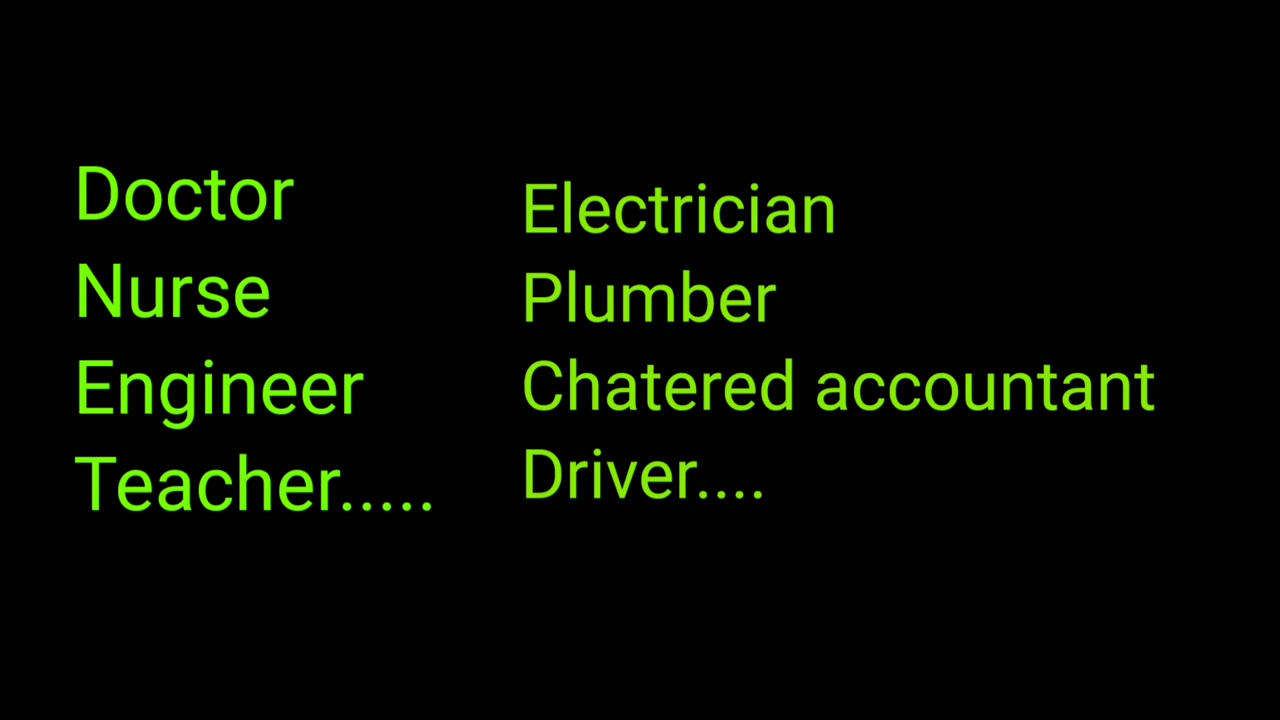 Doctor
Nurse
Engineer
Teacher.....
Electrician
Plumber
Chatered accountant
Driver....